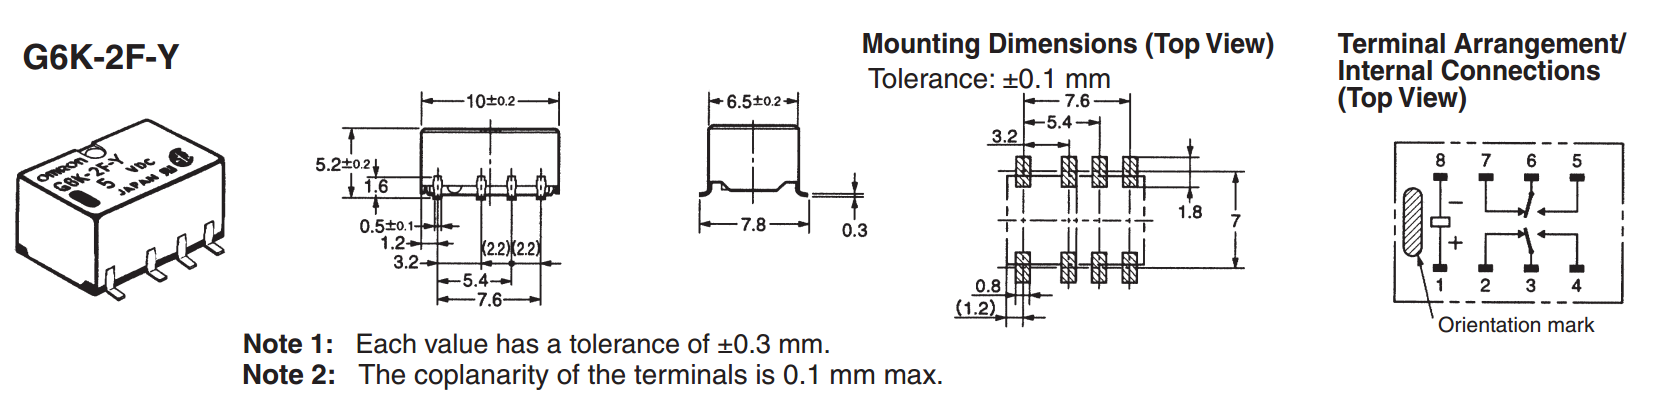 G6K-2F-Y
OMRON
G6K-2F-Y
5 VDC
JAPAN
10±0.2
5.2±0.2
1.6
0.5±0.1
1.2
(2.2)(2.2)
3.2
5.4
7.6
6.5±0.2
7.8
0.3
Mounting Dimensions (Top View)
Tolerance: ±0.1 mm
7.6
5.4
3.2
1.8
7
0.8
(1.2)
Terminal Arrangement/
Internal Connections
(Top View)
8 7 6 5
−
+
1 2 3 4
Orientation mark
Note 1: Each value has a tolerance of ±0.3 mm.
Note 2: The coplanarity of the terminals is 0.1 mm max.